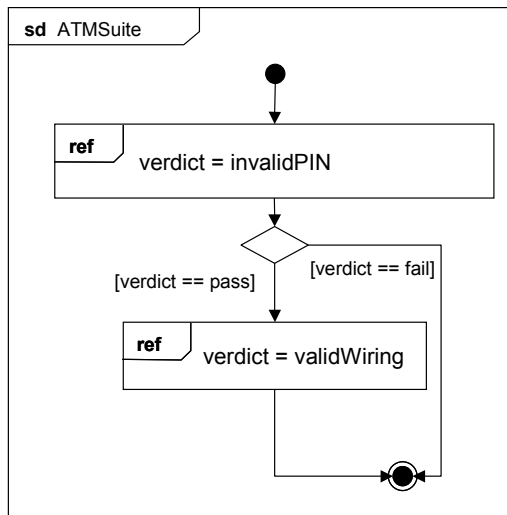 sd ATMSuite
ref
verdict = invalidPIN
[verdict == pass]
[verdict == fail]
ref
verdict = validWiring